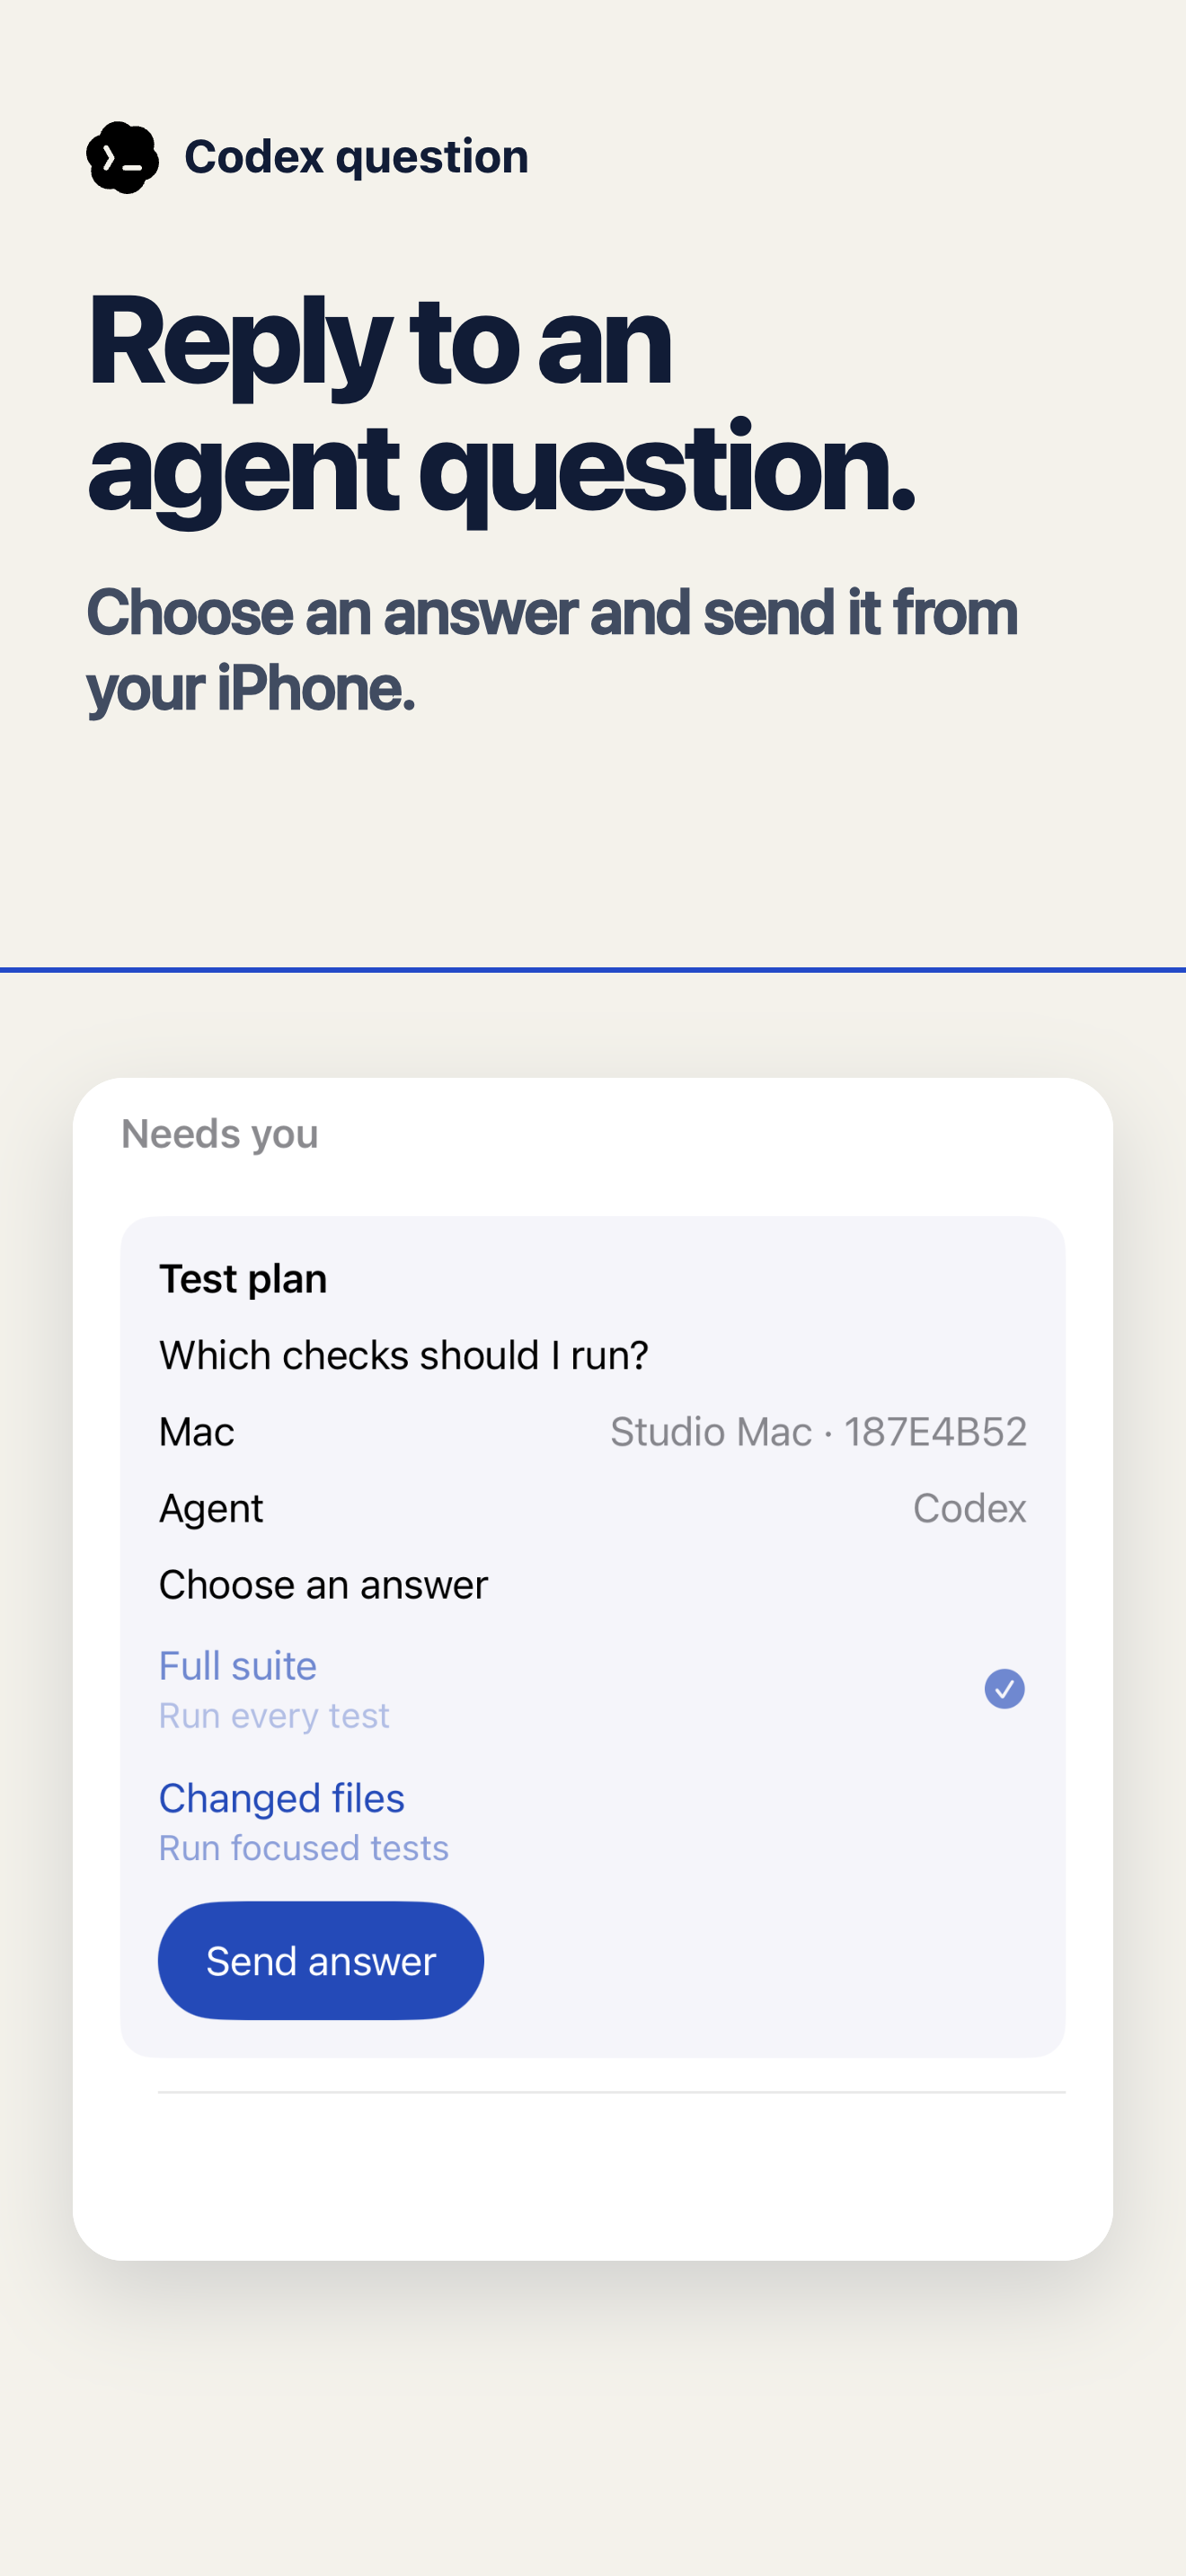 Codex question
Reply to an
agent question.
Choose an answer and send it from
your iPhone.
Needs you
Test plan
Which checks should I run?
Mac Studio Mac · 187E4B52
Agent Codex
Choose an answer
Full suite
Run every test
Changed files
Run focused tests
Send answer